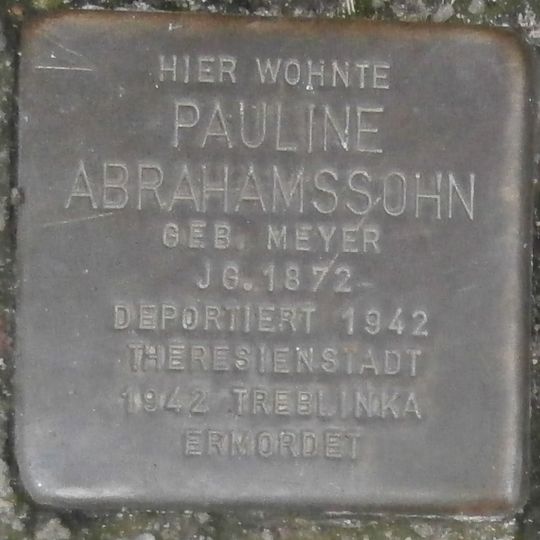 HIER WOHNTE
PAULINE
ABRAHAMSSOHN
GEB. MEYER
JG. 1872
DEPORTIERT 1942
THERESIENSTADT
1942 TREBLINKA
ERMORDET